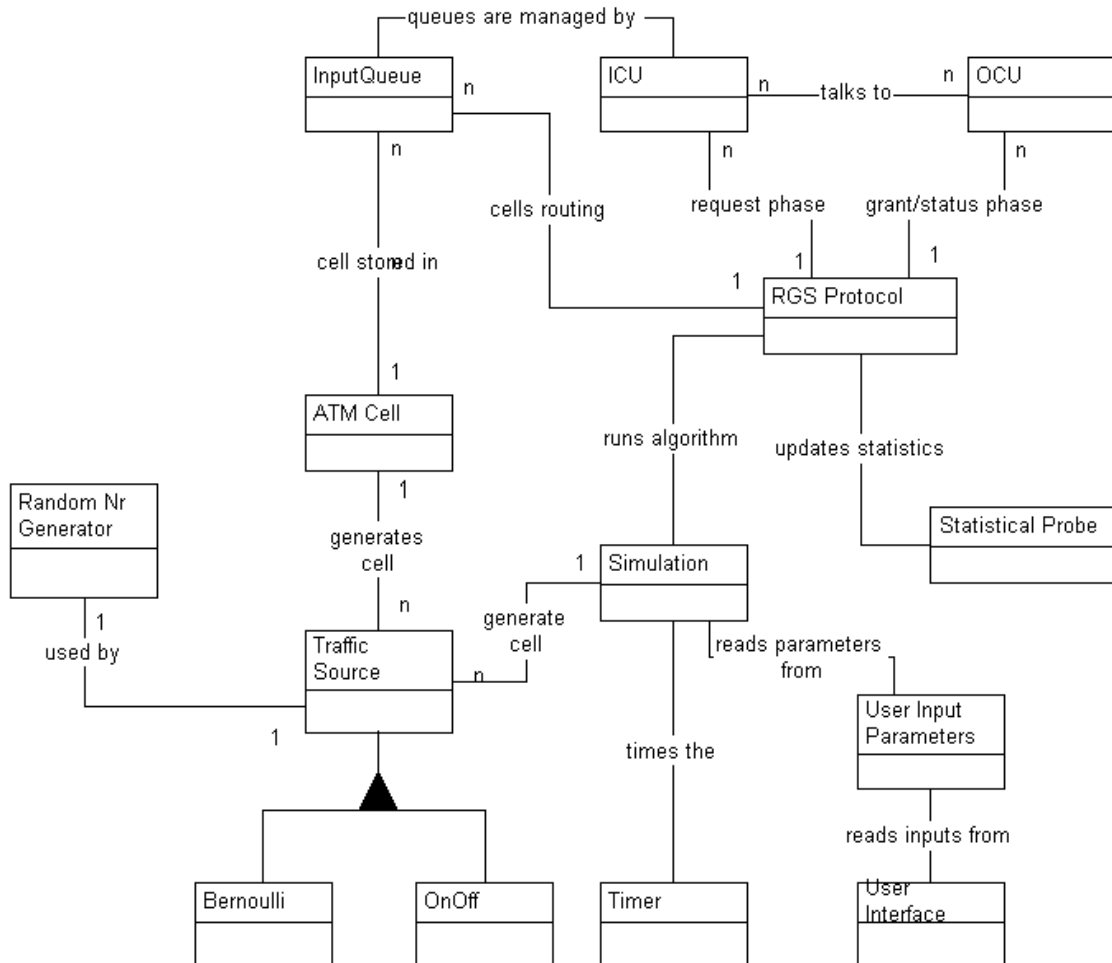 queues are managed by
InputQueue
ICU
OCU
n
n
n
talks to
n
n
n
cells routing
request phase
grant/status phase
cell stored in
1
1
1
RGS Protocol
1
ATM Cell
runs algorithm
updates statistics
1
Random Nr
Generator
generates
cell
Statistical Probe
1
Simulation
n
generate
cell
1
used by
Traffic
Source
reads parameters
from
n
1
User Input
Parameters
times the
reads inputs from
Bernoulli
OnOff
Timer
User
Interface